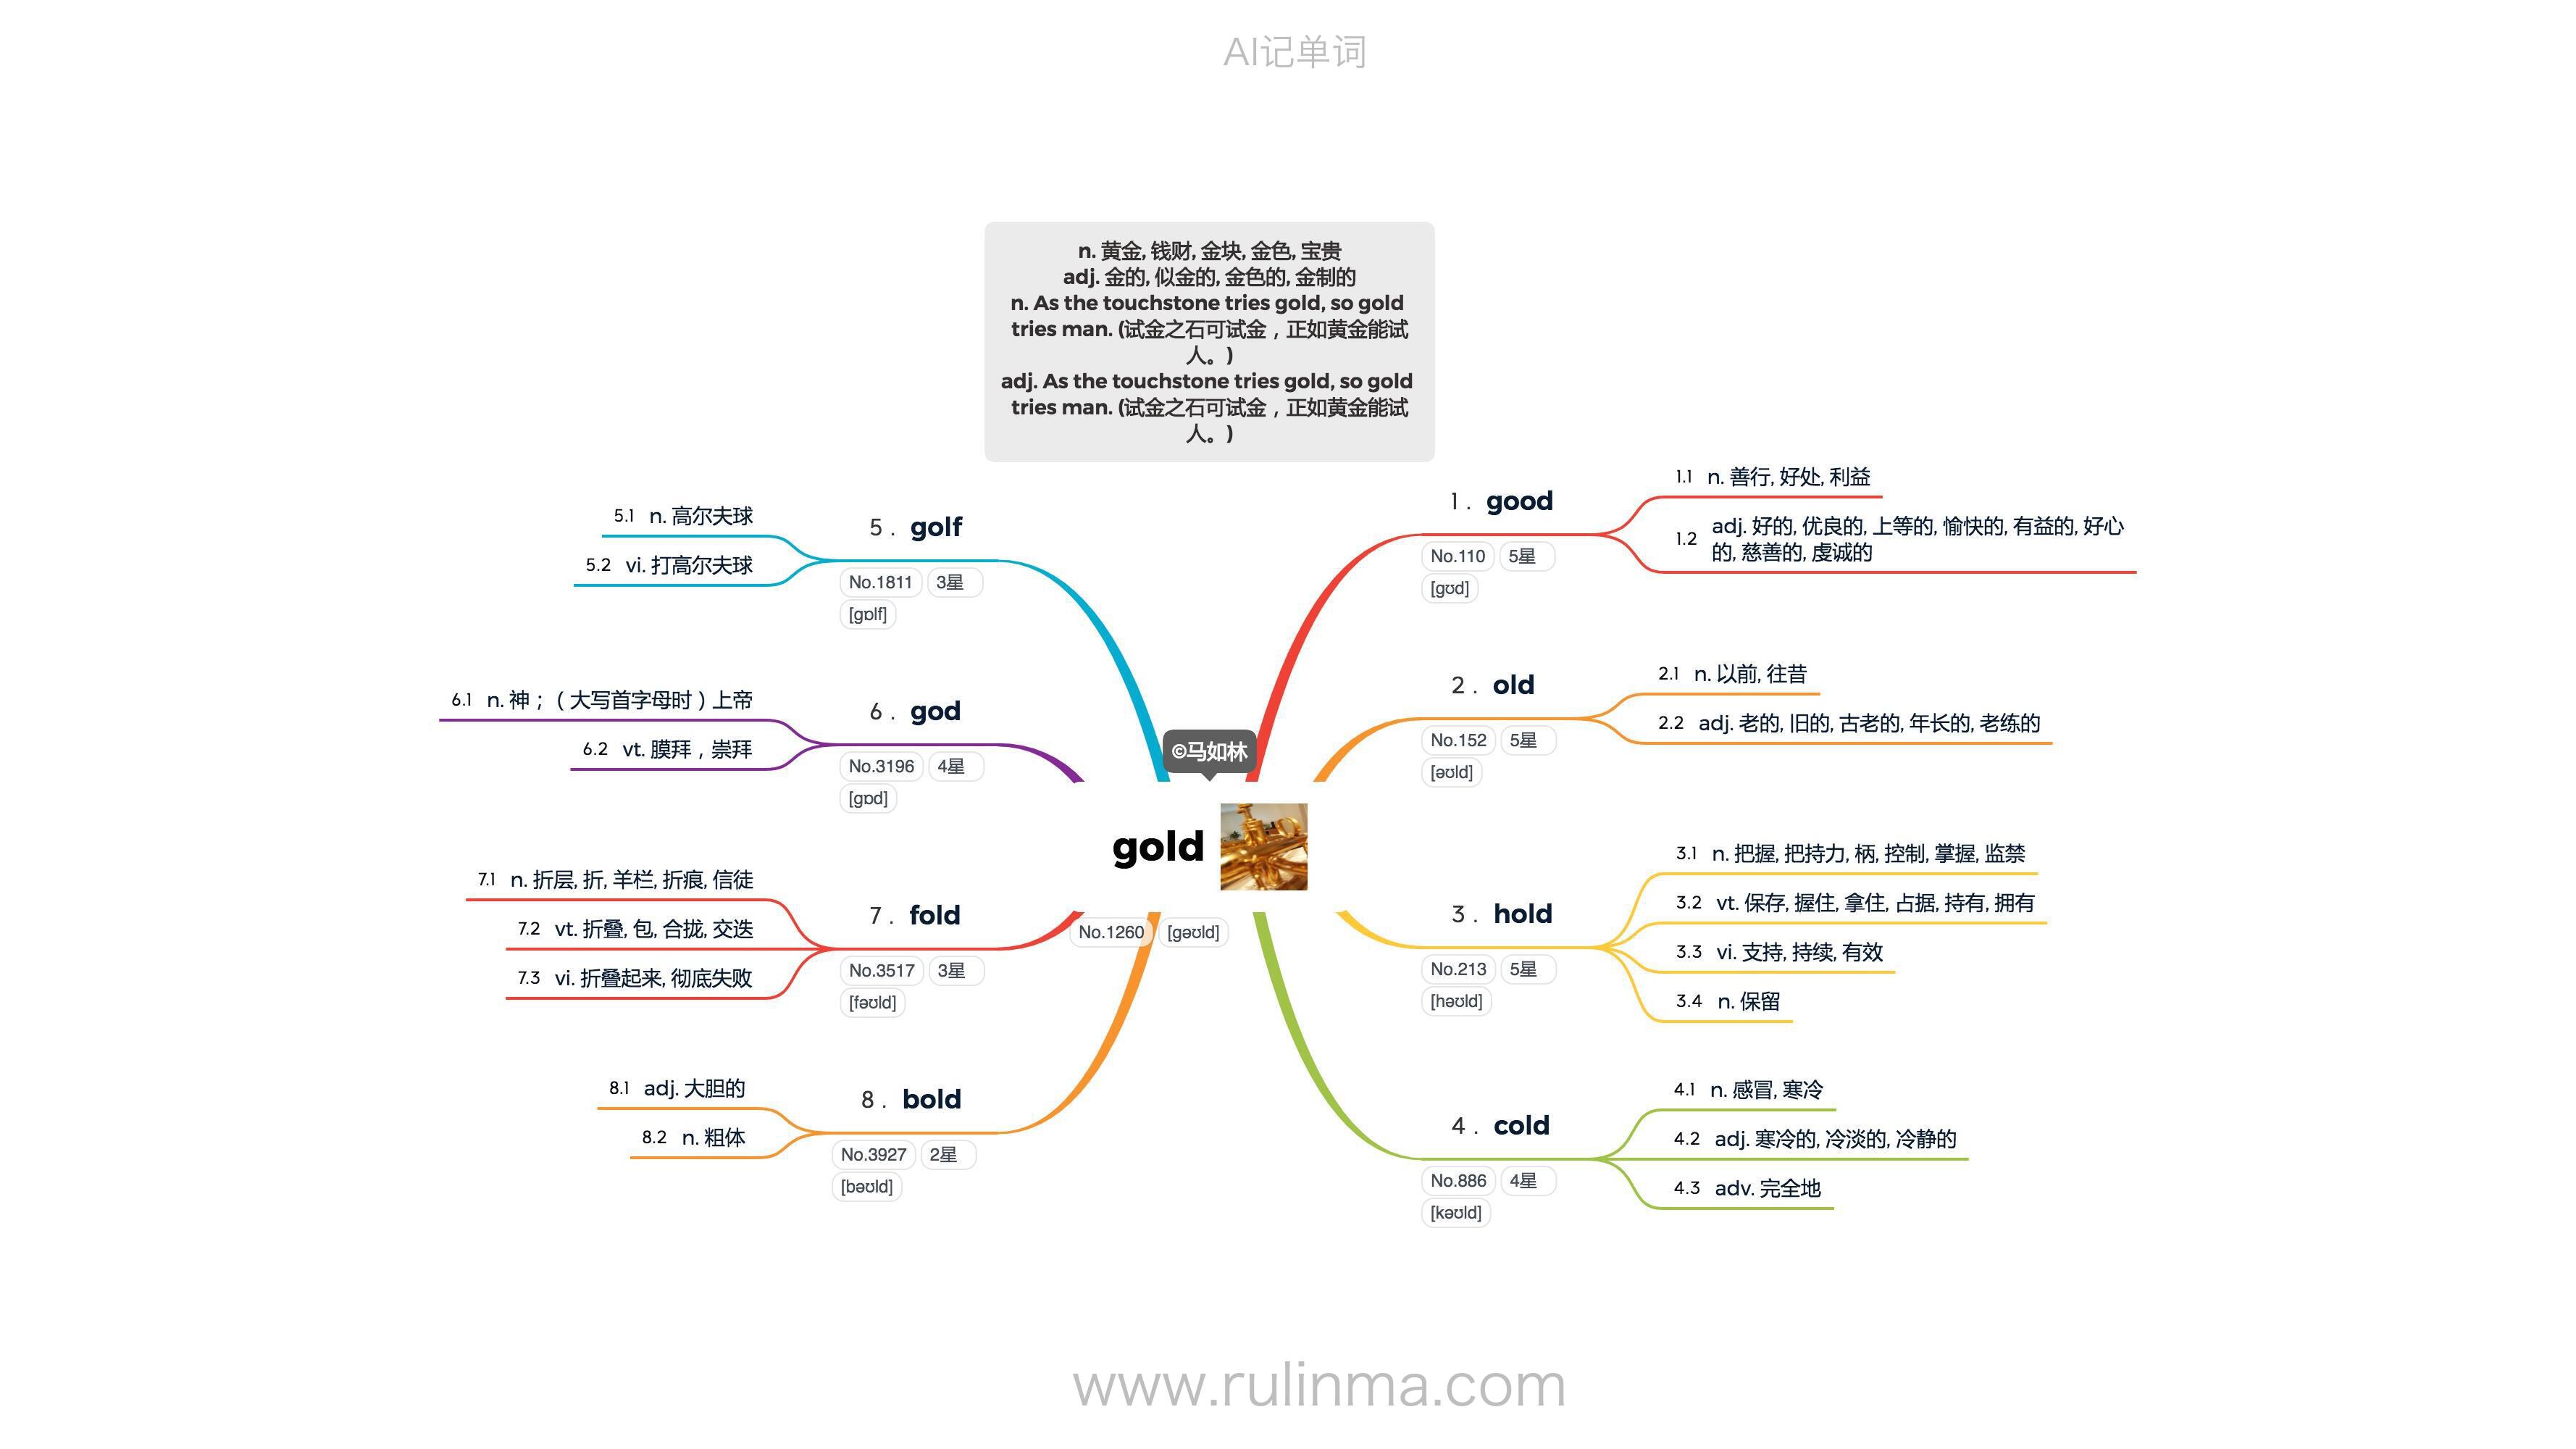 AI记单词
n. 黄金, 钱财, 金块, 金色, 宝贵
adj. 金的, 似金的, 金色的, 金制的
n. As the touchstone tries gold, so gold
tries man. (试金之石可试金，正如黄金能试
人。)
adj. As the touchstone tries gold, so gold
tries man. (试金之石可试金，正如黄金能试
人。)
©马如林
gold
No.1260 [gəʊld]
1. good
No.110 5星
[gʊd]
1.1 n. 善行, 好处, 利益
1.2 adj. 好的, 优良的, 上等的, 愉快的, 有益的, 好心
的, 慈善的, 虔诚的
2. old
No.152 5星
[əʊld]
2.1 n. 以前, 往昔
2.2 adj. 老的, 旧的, 古老的, 年长的, 老练的
3. hold
No.213 5星
[həʊld]
3.1 n. 把握, 把持力, 柄, 控制, 掌握, 监禁
3.2 vt. 保存, 握住, 拿住, 占据, 持有, 拥有
3.3 vi. 支持, 持续, 有效
3.4 n. 保留
4. cold
No.886 4星
[kəʊld]
4.1 n. 感冒, 寒冷
4.2 adj. 寒冷的, 冷淡的, 冷静的
4.3 adv. 完全地
5. golf
No.1811 3星
[gɒlf]
5.1 n. 高尔夫球
5.2 vi. 打高尔夫球
6. god
No.3196 4星
[gɒd]
6.1 n. 神；（大写首字母时）上帝
6.2 vt. 膜拜，崇拜
7. fold
No.3517 3星
[fəʊld]
7.1 n. 折层, 折, 羊栏, 折痕, 信徒
7.2 vt. 折叠, 包, 合拢, 交迭
7.3 vi. 折叠起来, 彻底失败
8. bold
No.3927 2星
[bəʊld]
8.1 adj. 大胆的
8.2 n. 粗体
www.rulinma.com